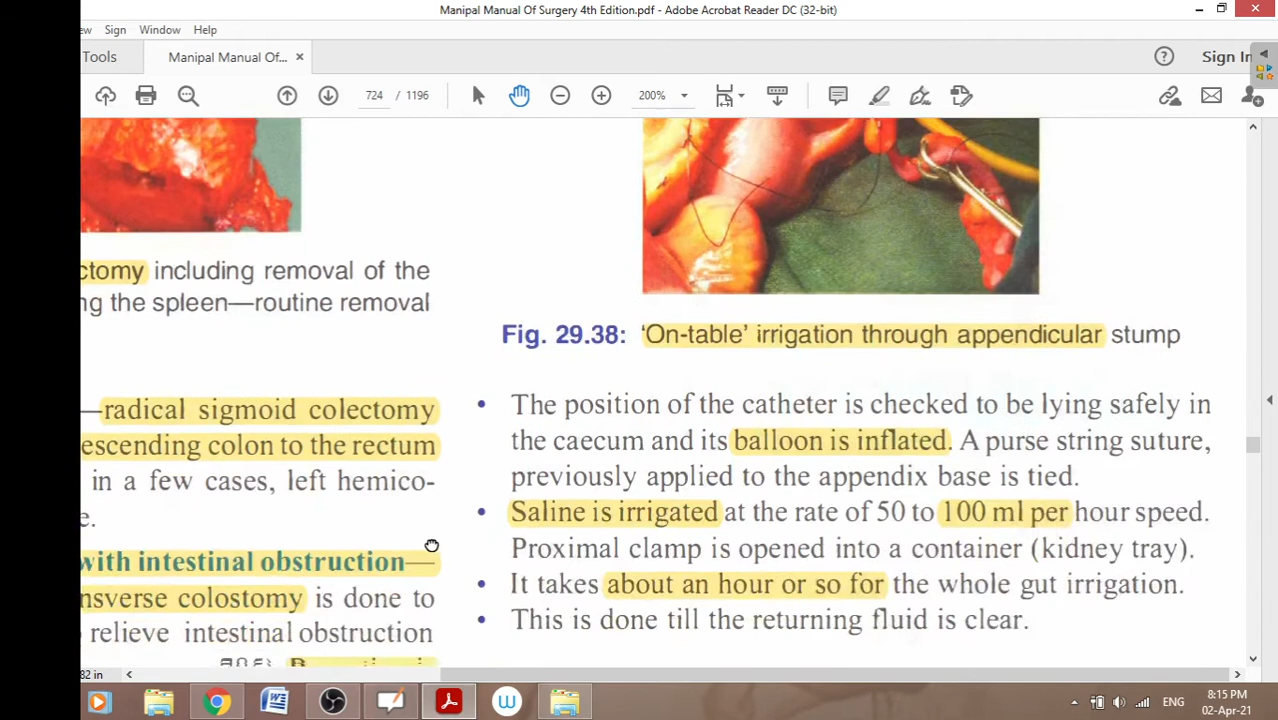 Manipal Manual Of Surgery 4th Edition.pdf - Adobe Acrobat Reader DC (32-bit)
ew Sign Window Help
Tools Manipal Manual Of... × Sign In
724 / 1196 200%
ctomy including removal of the
ng the spleen—routine removal
—radical sigmoid colectomy
escending colon to the rectum
in a few cases, left hemico-
e.
with intestinal obstruction—
nsverse colostomy is done to
relieve intestinal obstruction
Fig. 29.38: 'On-table' irrigation through appendicular stump
• The position of the catheter is checked to be lying safely in
the caecum and its balloon is inflated. A purse string suture,
previously applied to the appendix base is tied.
• Saline is irrigated at the rate of 50 to 100 ml per hour speed.
Proximal clamp is opened into a container (kidney tray).
• It takes about an hour or so for the whole gut irrigation.
• This is done till the returning fluid is clear.
82 in
ENG
8:15 PM
02-Apr-21